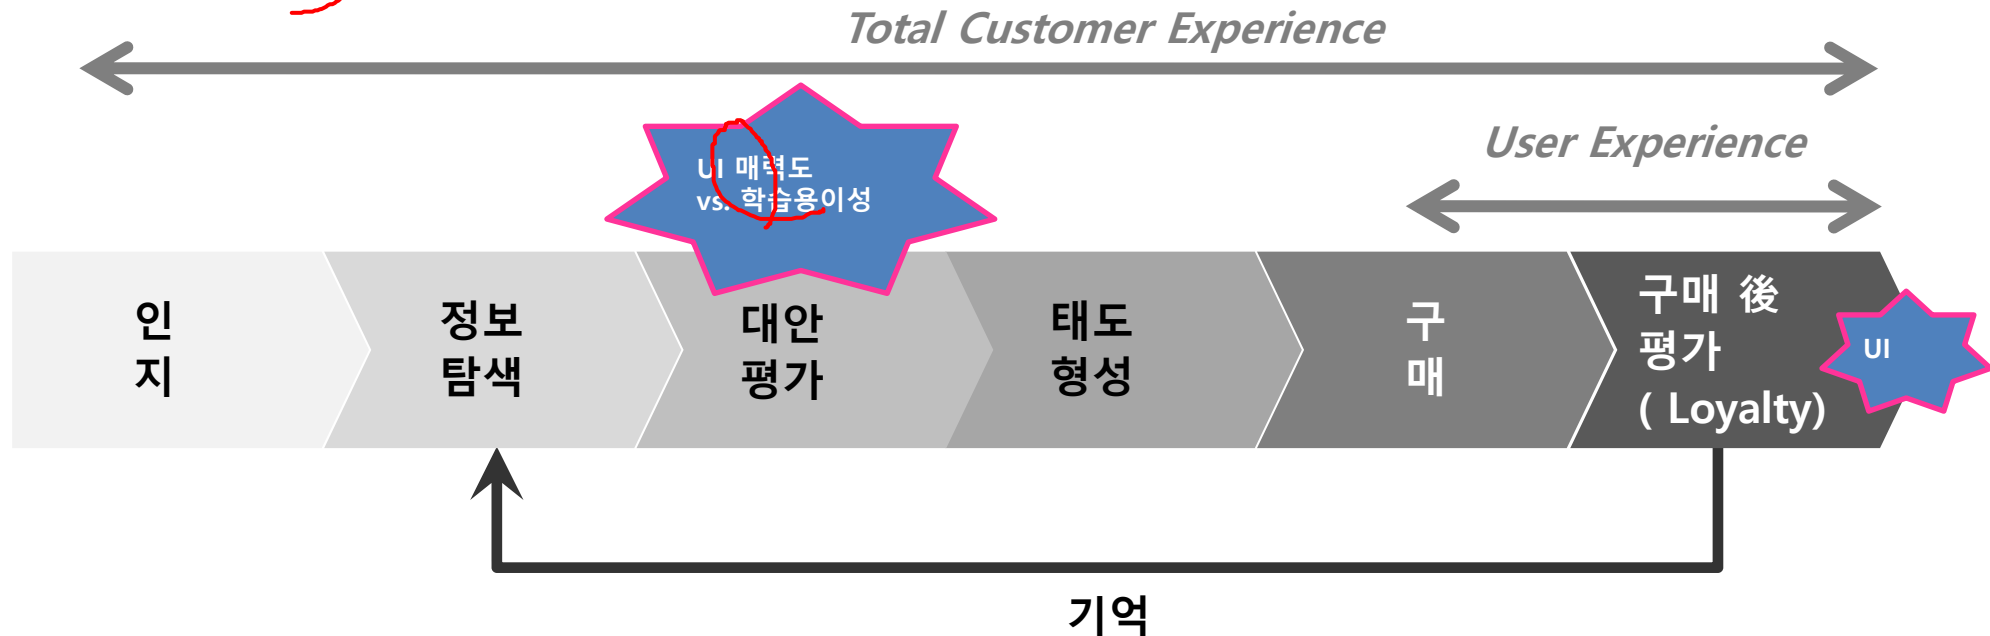 Total Customer Experience
User Experience
UI 매력도
vs. 학습용이성
인
지
정보
탐색
대안
평가
태도
형성
구
매
구매 後
평가
( Loyalty)
UI
기억